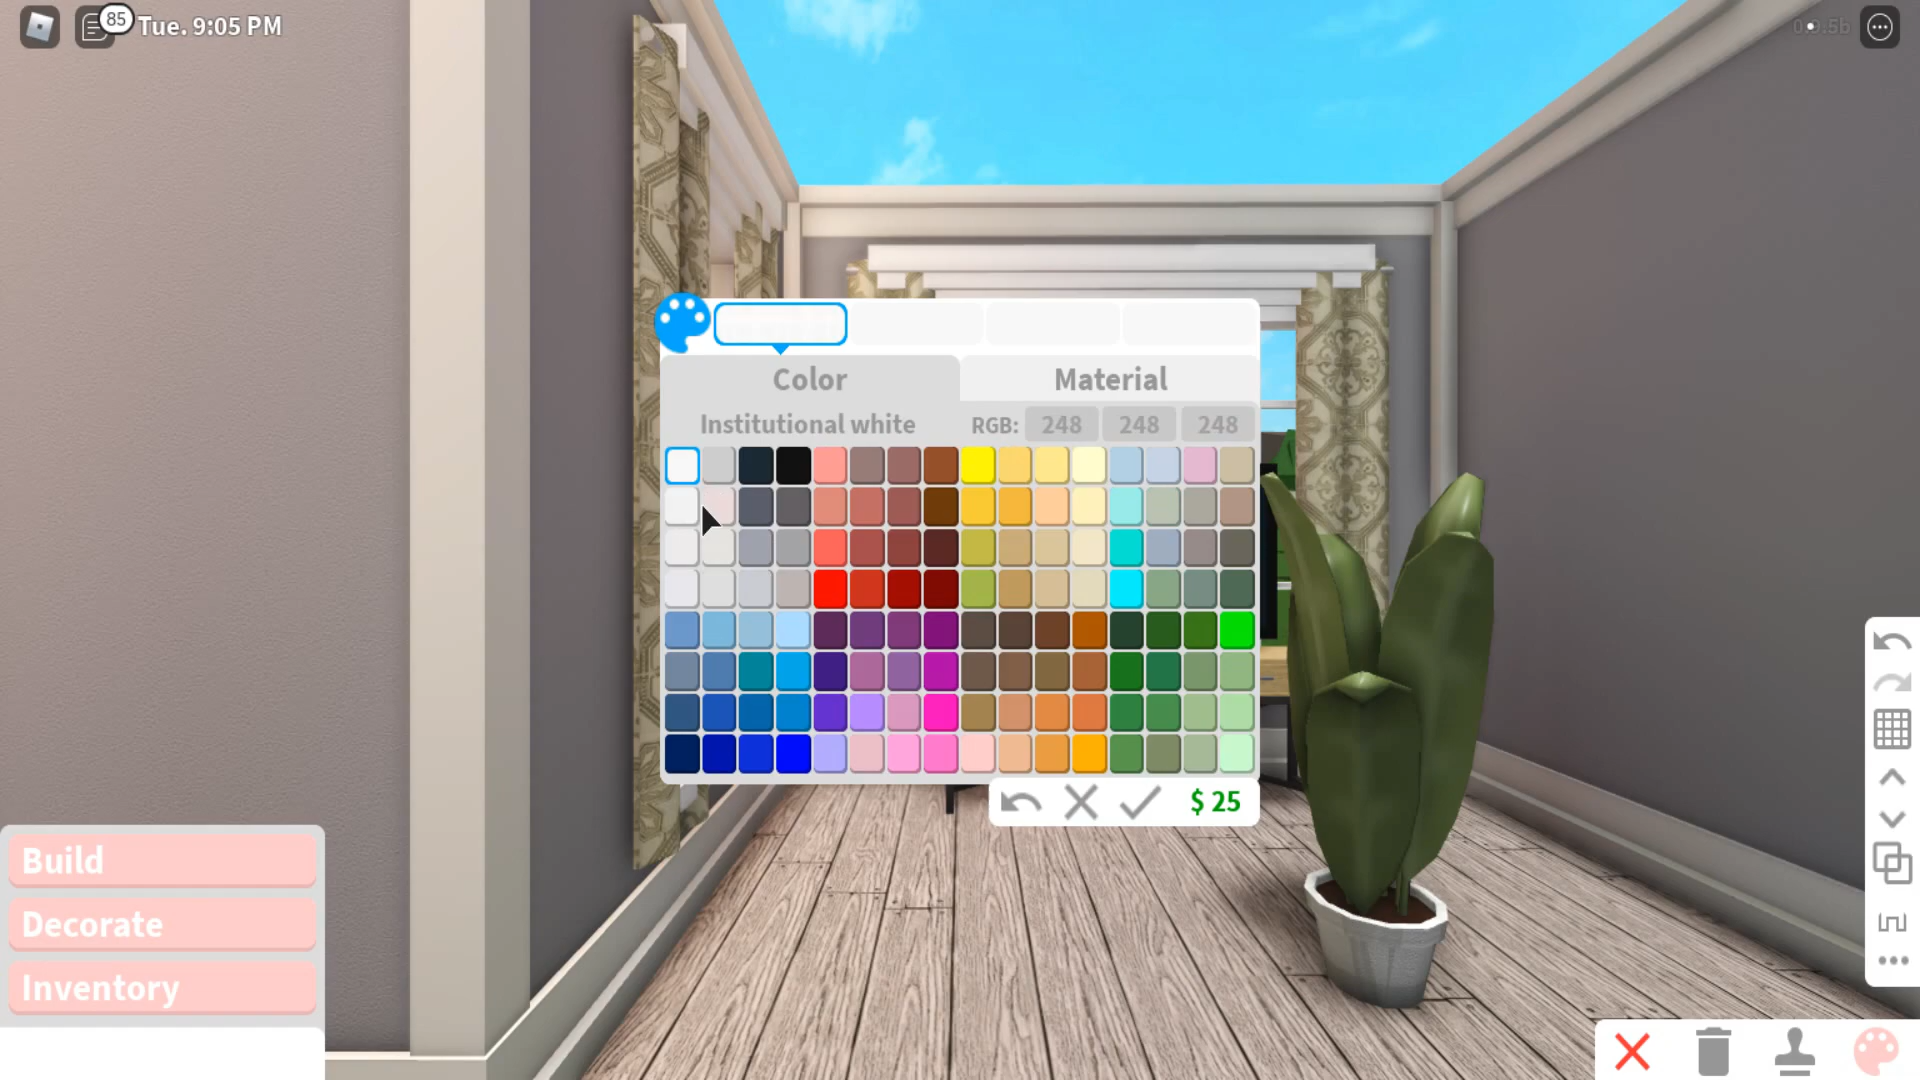 85
Tue. 9:05 PM
Color
Material
Institutional white
RGB: 248 248 248
$ 25
Build
Decorate
Inventory